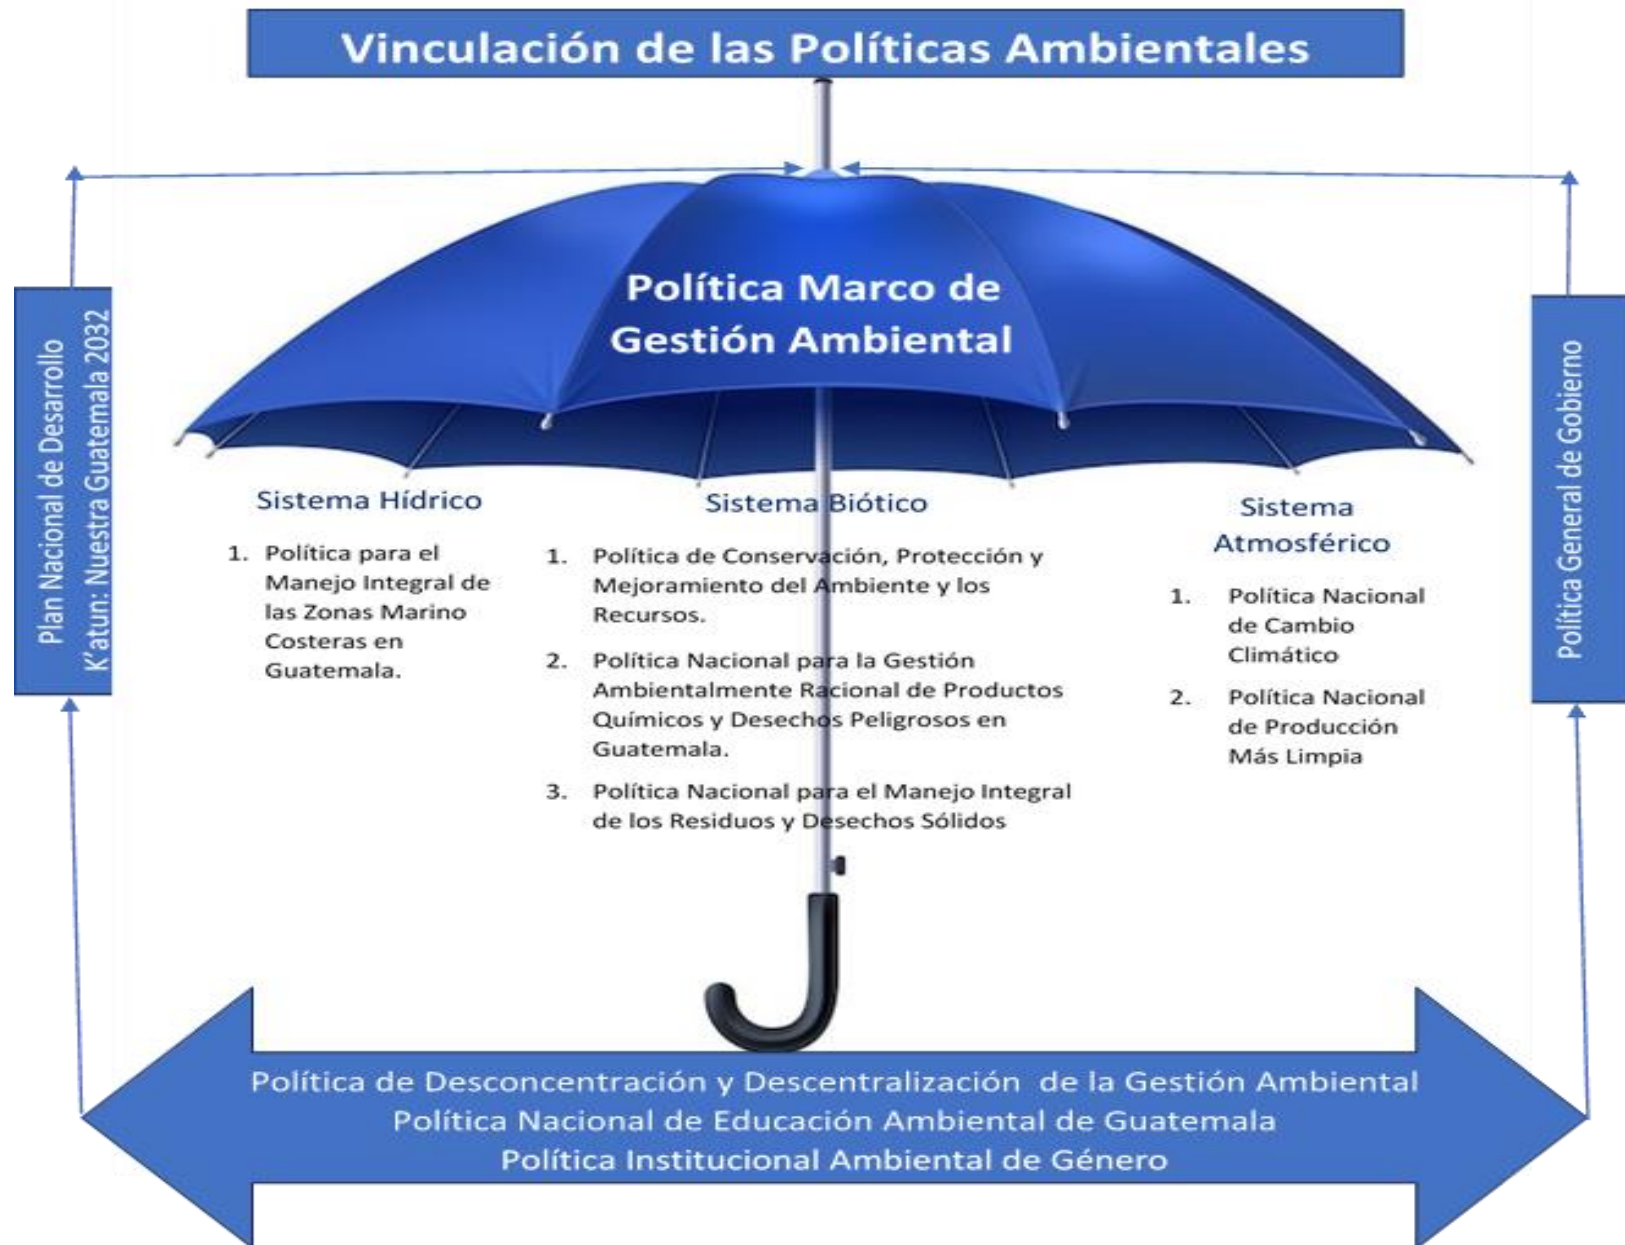 Vinculación de las Políticas Ambientales
Política Marco de
Gestión Ambiental
Plan Nacional de Desarrollo
K'atun: Nuestra Guatemala 2032
Política General de Gobierno
Sistema Hídrico
1. Política para el
Manejo Integral de
las Zonas Marino
Costeras en
Guatemala.
Sistema Biótico
1. Política de Conservación, Protección y
Mejoramiento del Ambiente y los
Recursos.
2. Política Nacional para la Gestión
Ambientalmente Racional de Productos
Químicos y Desechos Peligrosos en
Guatemala.
3. Política Nacional para el Manejo Integral
de los Residuos y Desechos Sólidos
Sistema
Atmosférico
1. Política Nacional
de Cambio
Climático
2. Política Nacional
de Producción
Más Limpia
Política de Desconcentración y Descentralización de la Gestión Ambiental
Política Nacional de Educación Ambiental de Guatemala
Política Institucional Ambiental de Género